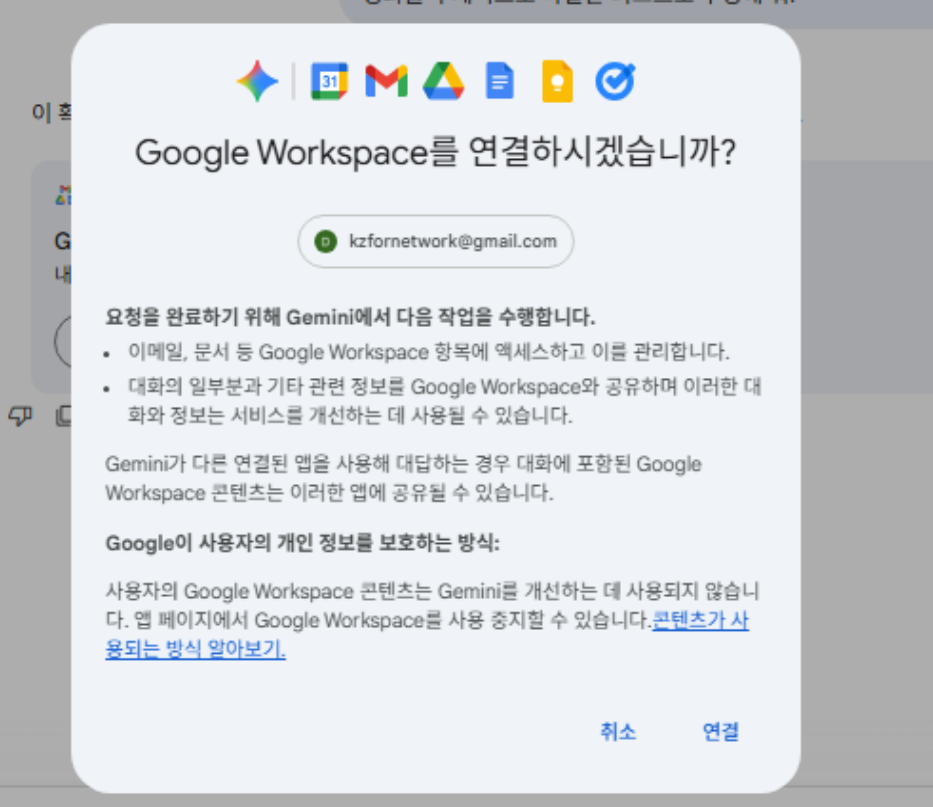 이
31
Google Workspace를 연결하시겠습니까?
G
내
D kzfornetwork@gmail.com
요청을 완료하기 위해 Gemini에서 다음 작업을 수행합니다.
• 이메일, 문서 등 Google Workspace 항목에 액세스하고 이를 관리합니다.
• 대화의 일부분과 기타 관련 정보를 Google Workspace와 공유하며 이러한 대
화와 정보는 서비스를 개선하는 데 사용될 수 있습니다.
Gemini가 다른 연결된 앱을 사용해 대답하는 경우 대화에 포함된 Google
Workspace 콘텐츠는 이러한 앱에 공유될 수 있습니다.
Google이 사용자의 개인 정보를 보호하는 방식:
사용자의 Google Workspace 콘텐츠는 Gemini를 개선하는 데 사용되지 않습니
다. 앱 페이지에서 Google Workspace를 사용 중지할 수 있습니다.콘텐츠가 사
용되는 방식 알아보기.
취소 연결